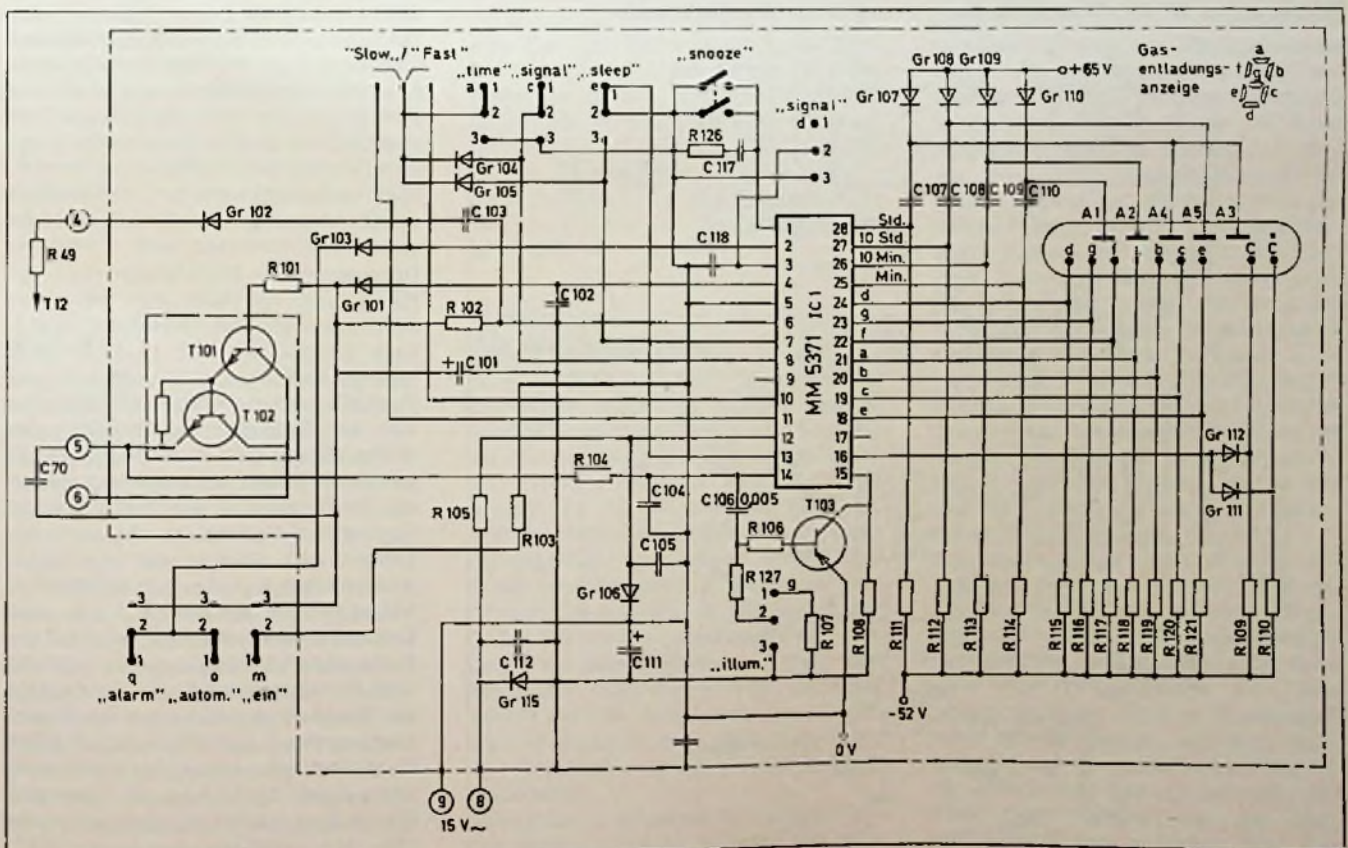 "Slow„ / "Fast"
„time" „signal" „sleep"
a 1 c 1 e 1
2 2 2
3 3 3
„snooze"
„signal"
d 1
2
3
Gr 108 Gr 109
Gr 107
Gr 110
+65 V
Gas-
entladungs-
anzeige
a
f g b
e c
d
R 126
C 117
Gr 104
Gr 105
C 103
C 118
4
Gr 102
R 49
T 12
Gr 103
R 101
Gr 101
R 102
C 102
C 101
T 101
T 102
5
C 70
6
MM 5371 IC 1
1 28 Std.
2 27 10 Std.
3 26 10 Min.
4 25 Min.
5 24 d
6 23 g
7 22 f
8 21 a
9 20 b
10 19 c
11 18 e
12 17
13 16
14 15
C 107 C 108 C 109 C 110
A1 A2 A4 A5 A3
d g f b c e C C
Gr 112
Gr 111
R 104
R 105
R 103
C 104
C 105
C 106 0,005
T 103
R 106
R 127
g
1
2
3
R 107
„illum."
Gr 106
C 112
C 111
Gr 115
R 108
R 111
R 112
R 113
R 114
R 115
R 116
R 117
R 118
R 119
R 120
R 121
R 109
R 110
3 3 3
2 2 2
1 1 1
q o m
„alarm" „autom." „ein"
-52 V
0 V
9 8
15 V~